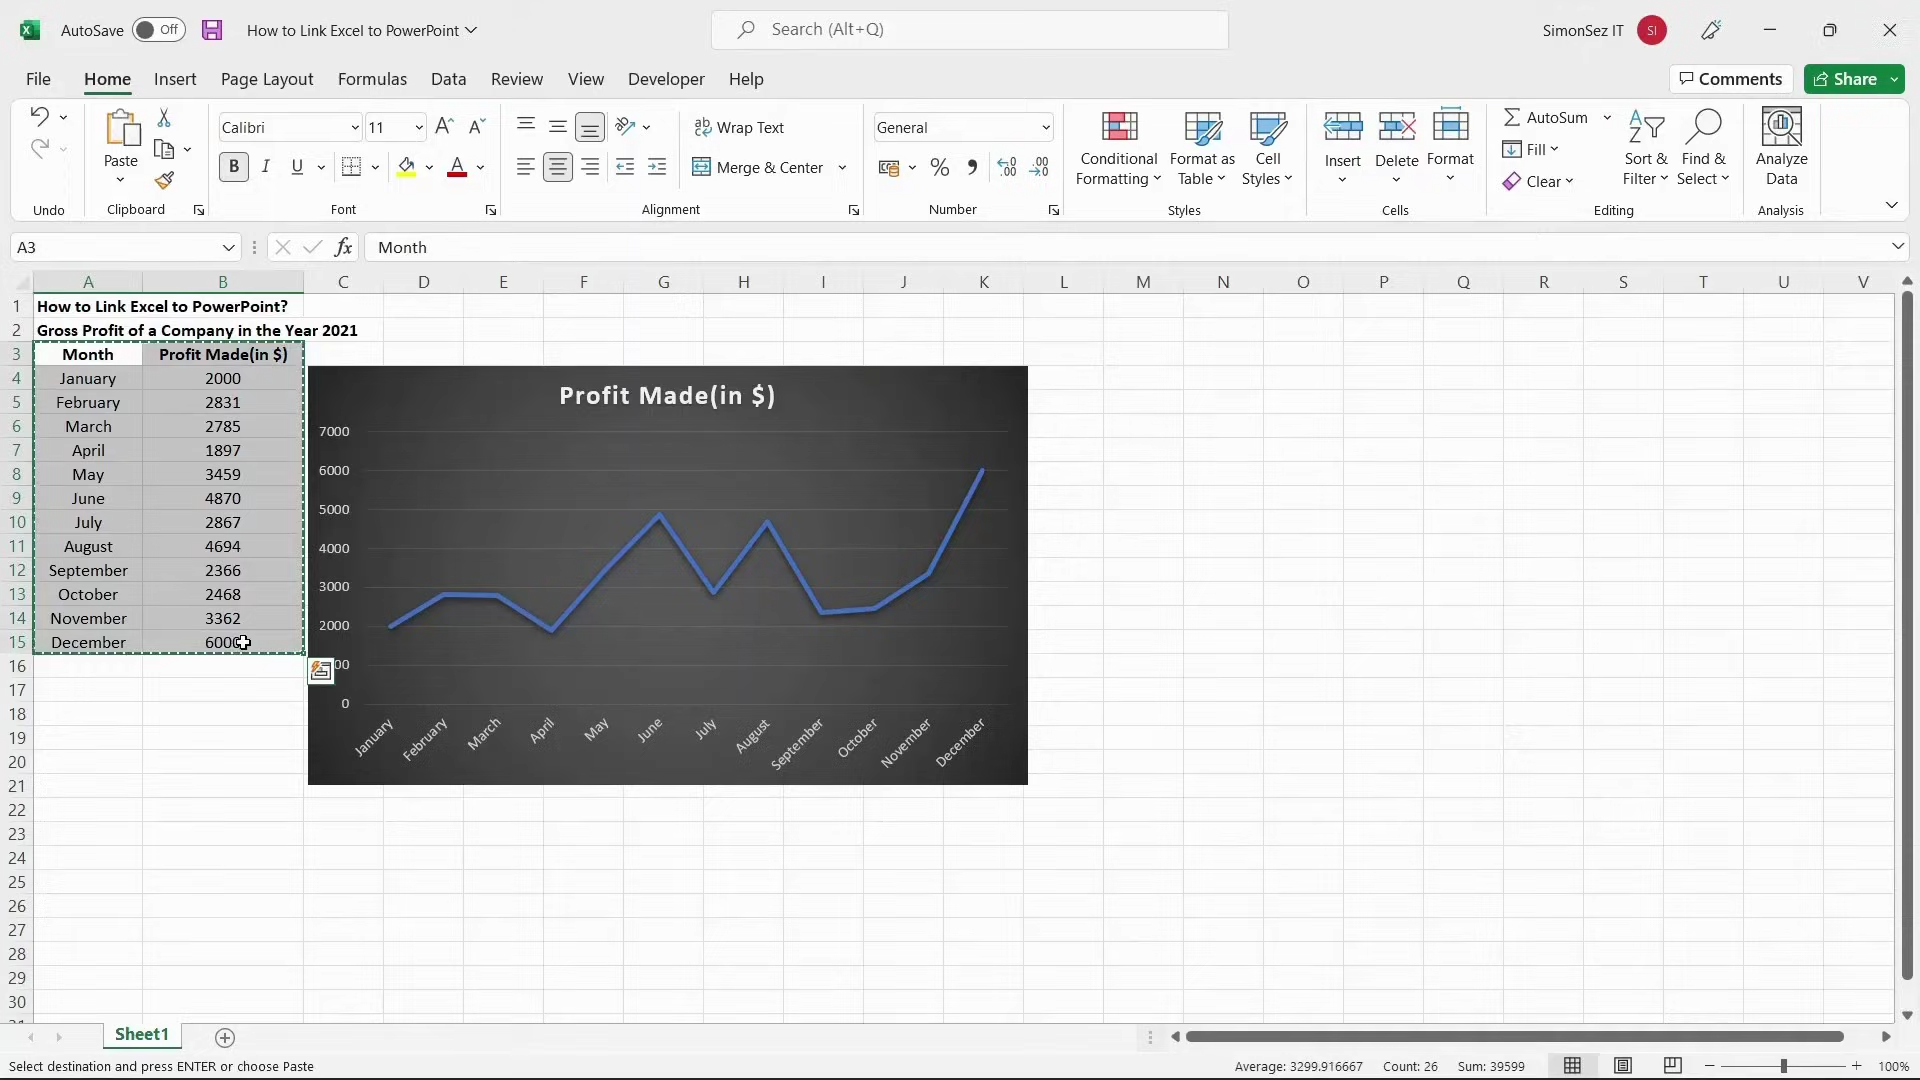 AutoSave Off How to Link Excel to PowerPoint Search (Alt+Q) SimonSez IT SI
File Home Insert Page Layout Formulas Data Review View Developer Help Comments Share
Calibri 11 Wrap Text General AutoSum
Paste Conditional Formatting Format as Table Cell Styles Insert Delete Format Fill Sort & Filter Find & Select Analyze Data
B I U A Merge & Center % Clear
Undo Clipboard Font Alignment Number Styles Cells Editing Analysis
A3 fx Month
A B C D E F G H I J K L M N O P Q R S T U V
1 How to Link Excel to PowerPoint?
2 Gross Profit of a Company in the Year 2021
3 Month Profit Made(in $)
4 January 2000
5 February 2831
6 March 2785
7 April 1897
8 May 3459
9 June 4870
10 July 2867
11 August 4694
12 September 2366
13 October 2468
14 November 3362
15 December 6000
16
17
18
19
20
21
22
23
24
25
26
27
28
29
30
Profit Made(in $)
7000
6000
5000
4000
3000
2000
0
January February March April May June July August September October November December
Sheet1
Select destination and press ENTER or choose Paste Average: 3299.916667 Count: 26 Sum: 39599 100%